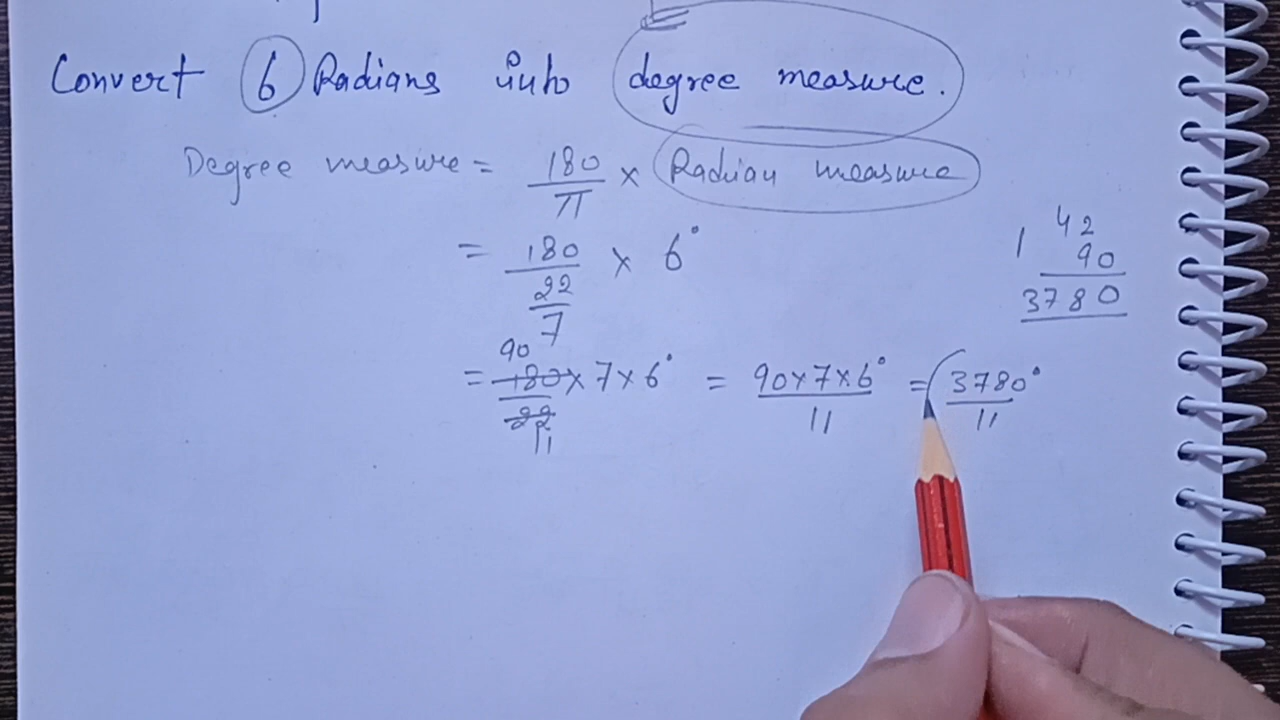 Convert 6 Radians into degree measure.
Degree measure = 180/π × Radian measure
= 180/(22/7) × 6°
90
= 180 × 7 × 6° / 22 = 90×7×6° / 11 = 3780° / 11
11
1 42
90
3780